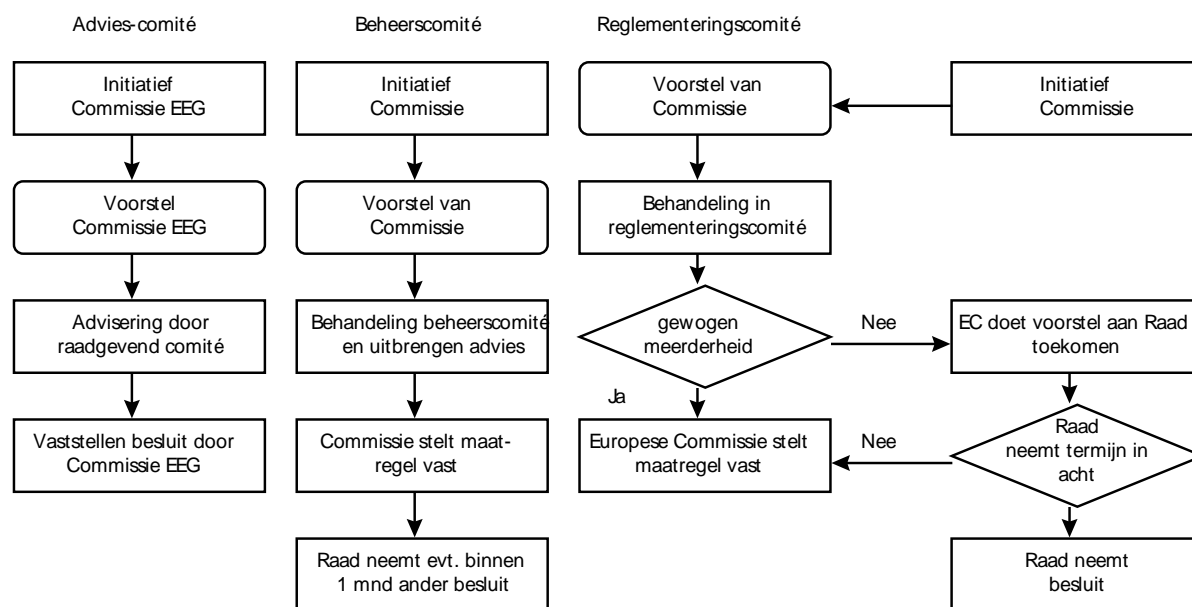 Advies-comité
Initiatief
Commissie EEG
Voorstel
Commissie EEG
Advisering door
raadgevend comité
Vaststellen besluit door
Commissie EEG
Beheerscomité
Initiatief
Commissie
Voorstel van
Commissie
Behandeling beheerscomité
en uitbrengen advies
Commissie stelt maat-
regel vast
Raad neemt evt. binnen
1 mnd ander besluit
Reglementeringscomité
Voorstel van
Commissie
Initiatief
Commissie
Behandeling in
reglementeringscomité
gewogen
meerderheid
Nee
EC doet voorstel aan Raad
toekomen
Ja
Europese Commissie stelt
maatregel vast
Nee
Raad
neemt termijn in
acht
Raad neemt
besluit